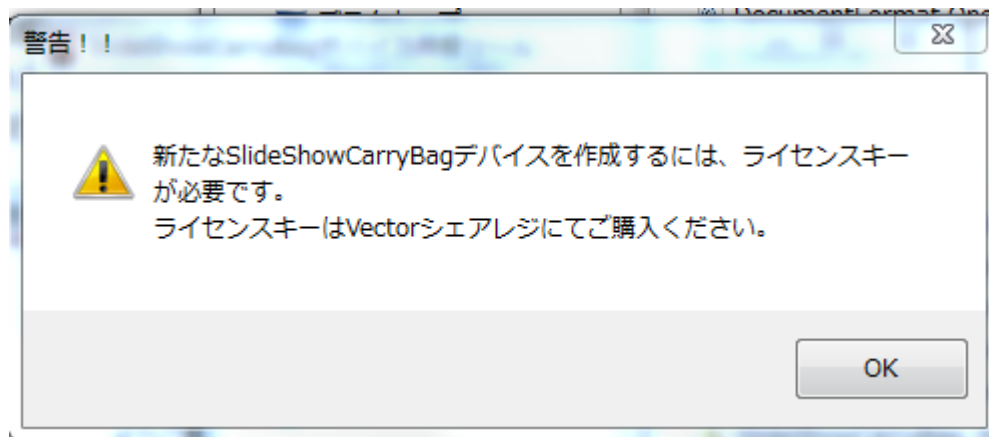 警告！！
新たなSlideShowCarryBagデバイスを作成するには、ライセンスキー
が必要です。
ライセンスキーはVectorシェアレジにてご購入ください。
OK